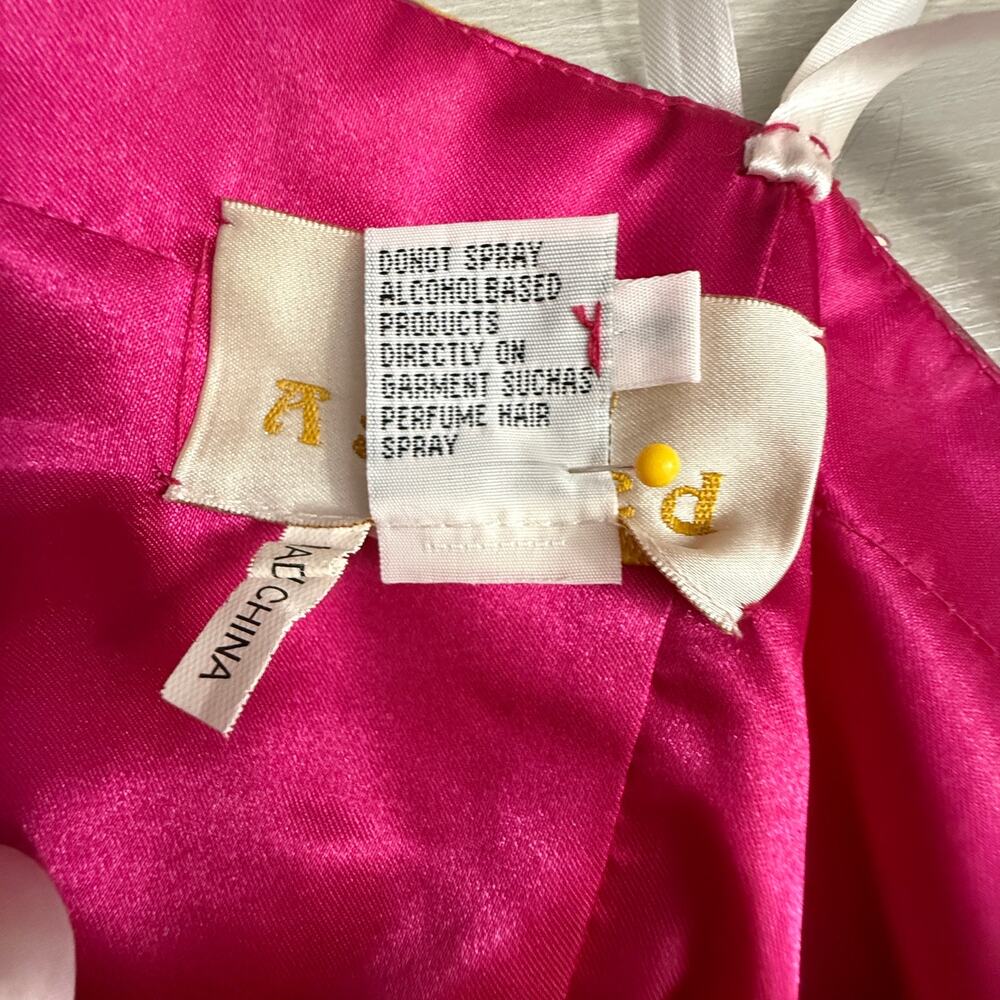 DONOT SPRAY
ALCOHOLBASED
PRODUCTS
DIRECTLY ON
GARMENT SUCHAS
PERFUME HAIR
SPRAY
A
d
CHINA